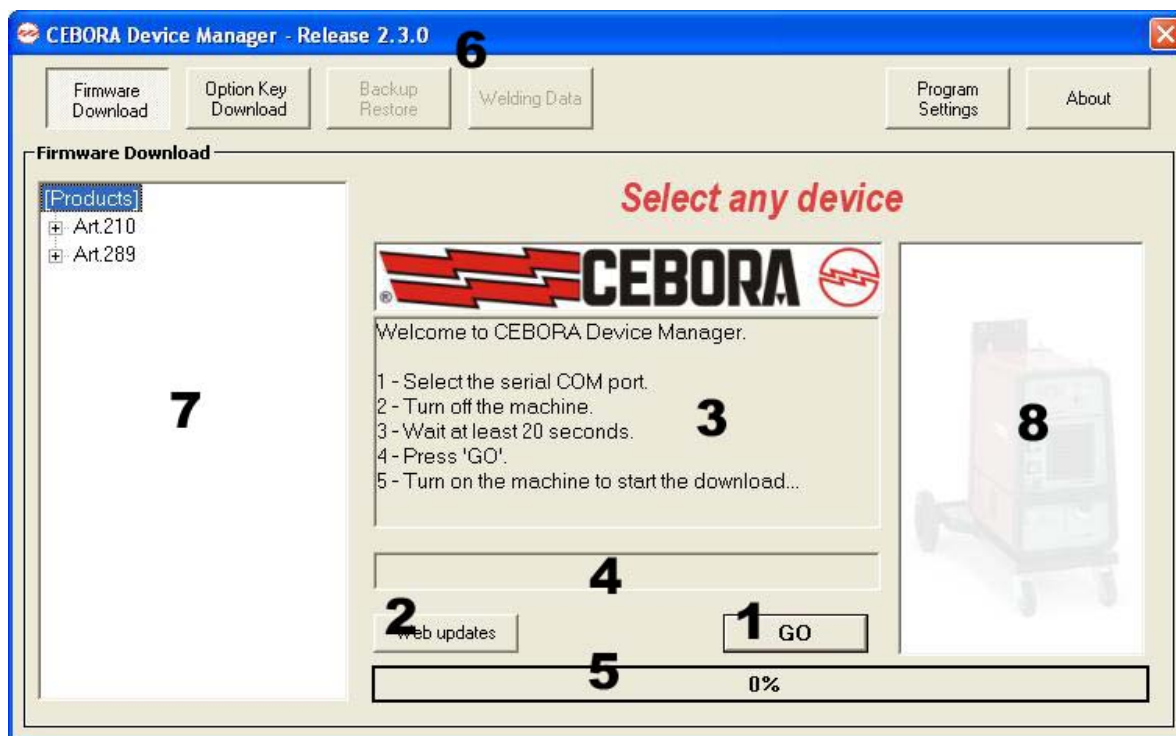 CEBORA Device Manager - Release 2.3.0
6
Firmware Download
Option Key Download
Backup Restore
Welding Data
Program Settings
About
Firmware Download
[Products]
Art.210
Art.289
7
Select any device
® CEBORA
Welcome to CEBORA Device Manager.
1 - Select the serial COM port.
2 - Turn off the machine.
3 - Wait at least 20 seconds.
4 - Press 'GO'.
5 - Turn on the machine to start the download...
3
8
4
2
Web updates
1
GO
5
0%